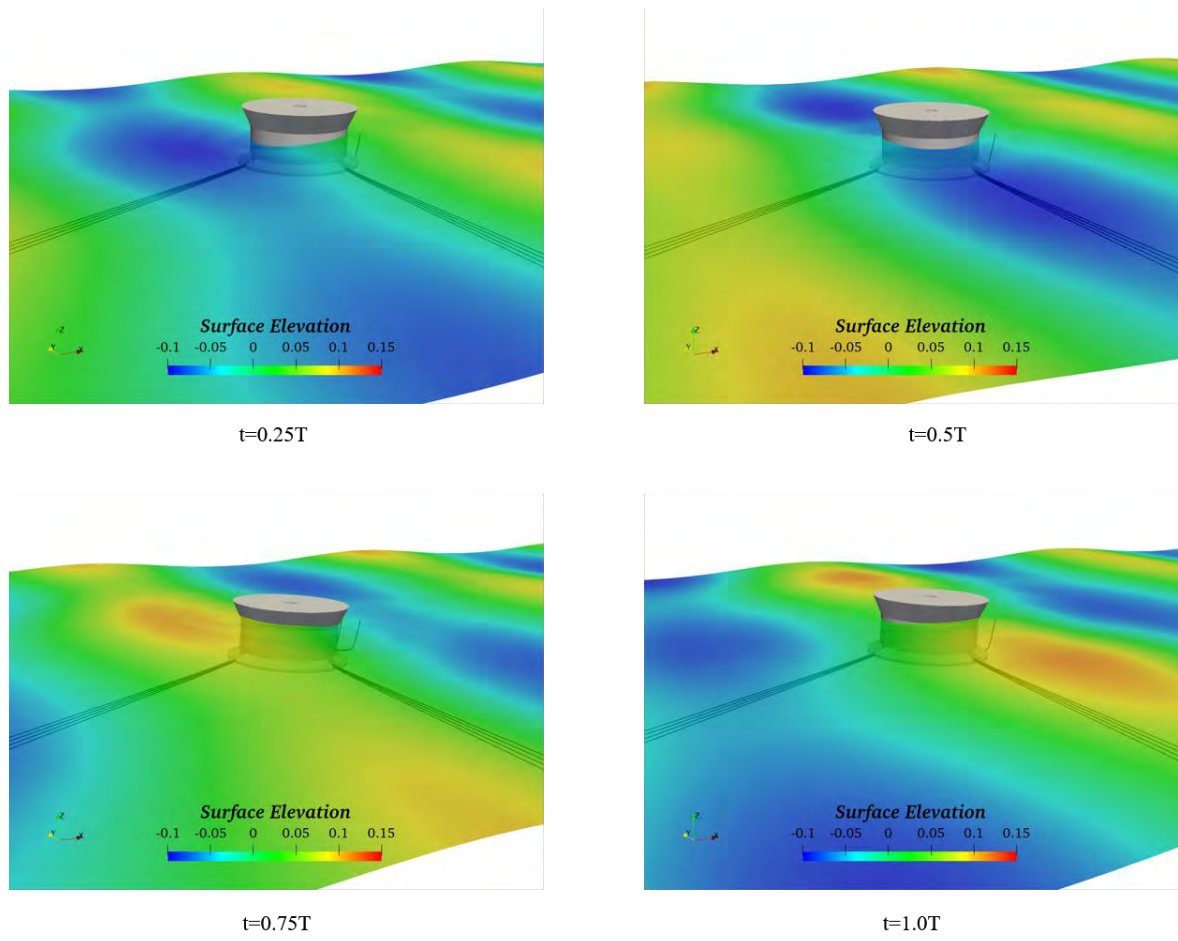 Surface Elevation
-0.1 -0.05 0 0.05 0.1 0.15
Z
Y X
t=0.25T
Surface Elevation
-0.1 -0.05 0 0.05 0.1 0.15
Z
Y X
t=0.5T
Surface Elevation
-0.1 -0.05 0 0.05 0.1 0.15
Z
Y X
t=0.75T
Surface Elevation
-0.1 -0.05 0 0.05 0.1 0.15
Z
Y X
t=1.0T